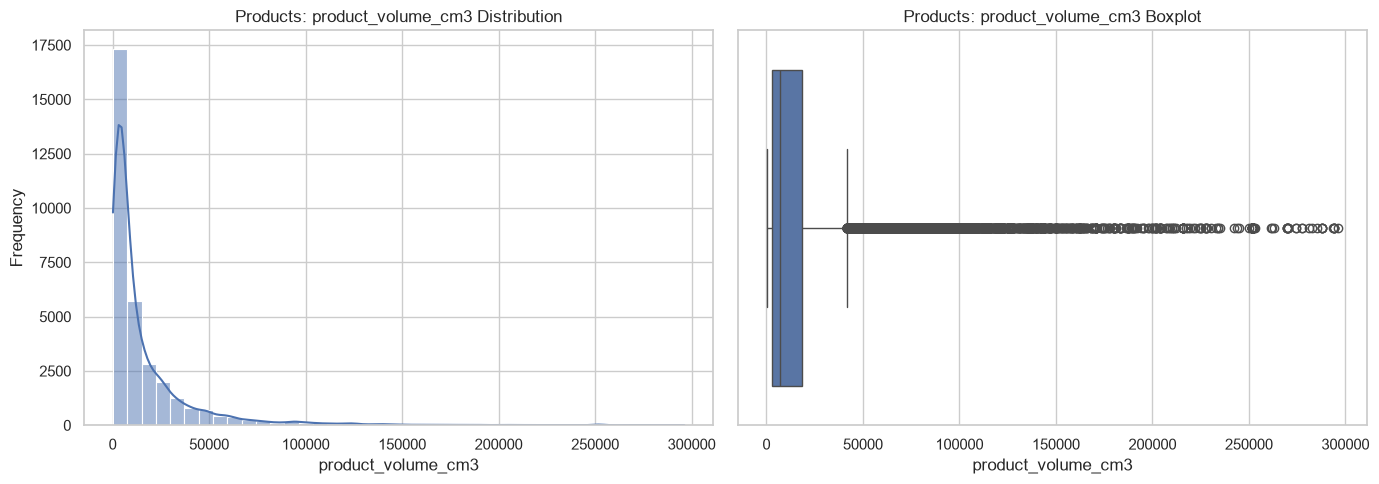 Products: product_volume_cm3 Distribution
17500
15000
12500
10000
7500
5000
2500
0
Frequency
0 50000 100000 150000 200000 250000 300000
product_volume_cm3
Products: product_volume_cm3 Boxplot
0 50000 100000 150000 200000 250000 300000
product_volume_cm3